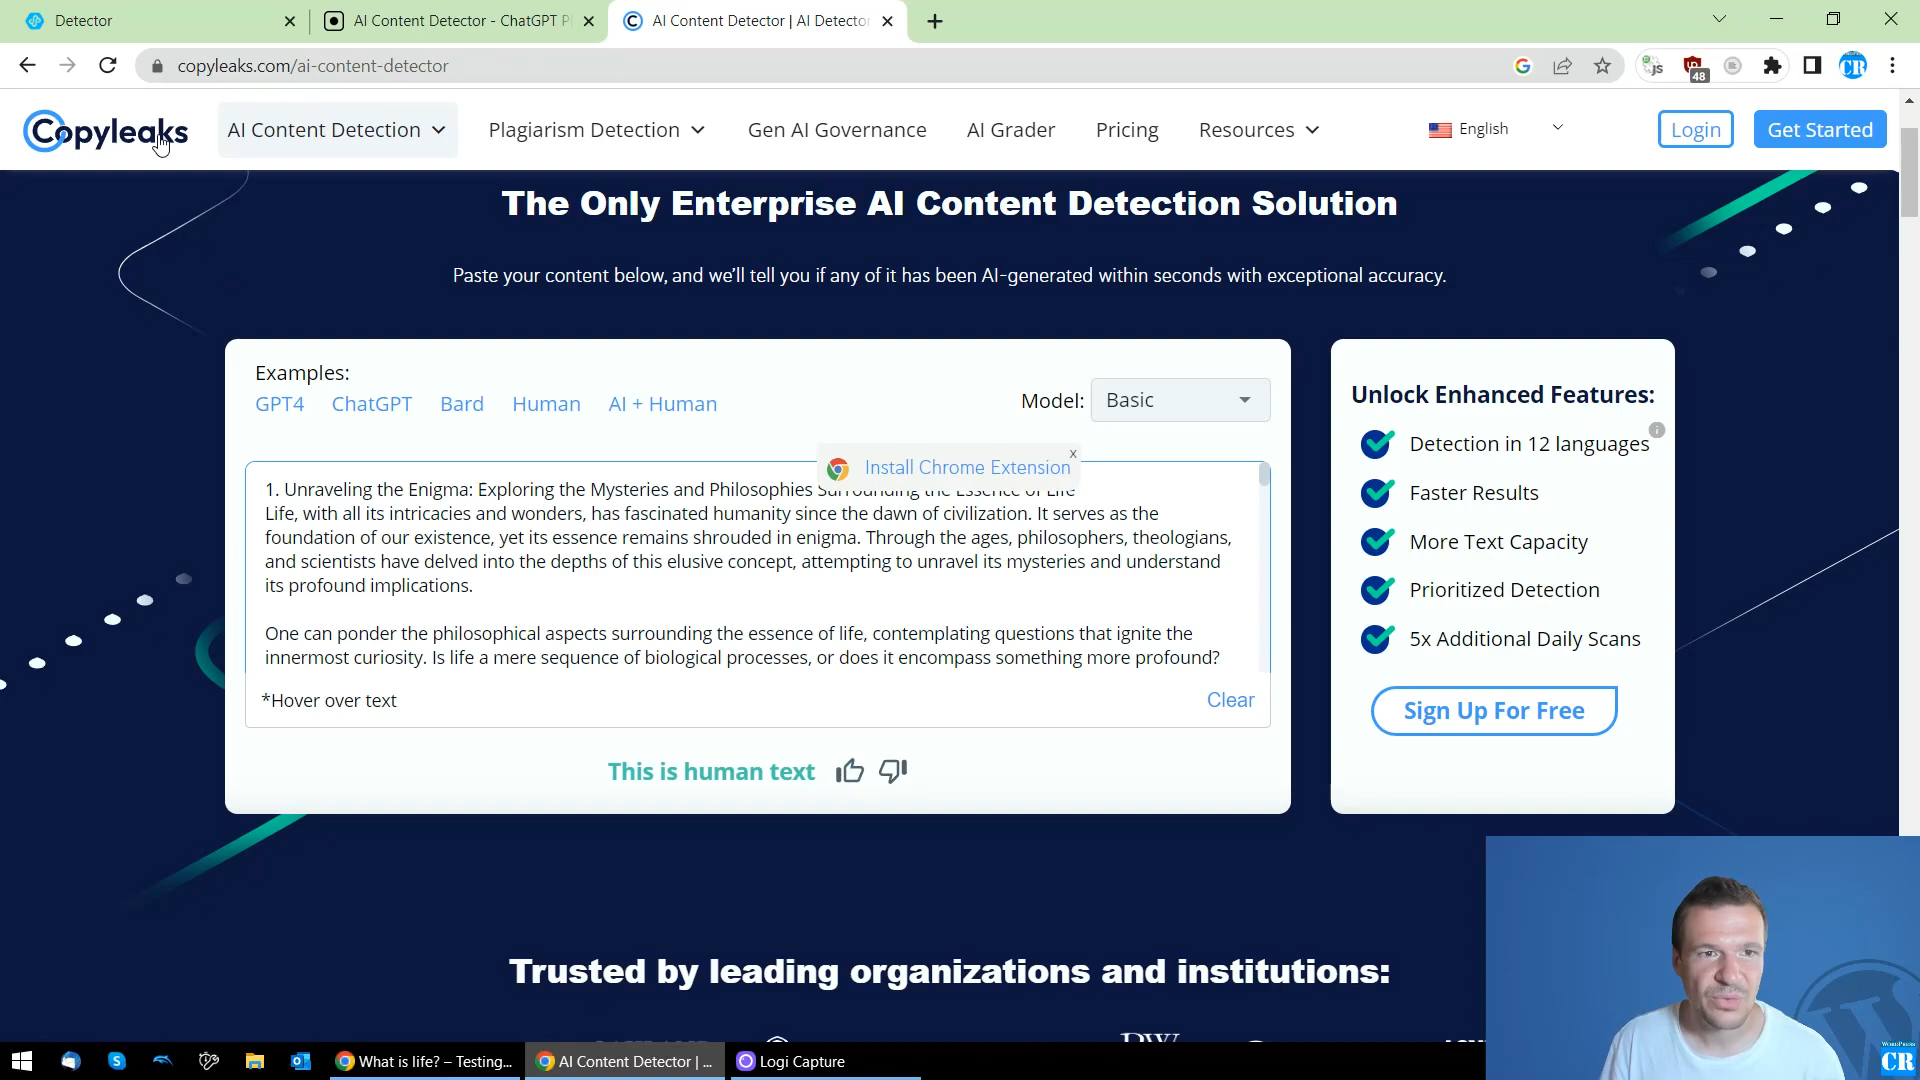 Detector
AI Content Detector - ChatGPT P
AI Content Detector | AI Detector
copyleaks.com/ai-content-detector
JS
48
CR
Copyleaks
AI Content Detection
Plagiarism Detection
Gen AI Governance
AI Grader
Pricing
Resources
English
Login
Get Started
The Only Enterprise AI Content Detection Solution
Paste your content below, and we'll tell you if any of it has been AI-generated within seconds with exceptional accuracy.
Examples:
GPT4 ChatGPT Bard Human AI + Human
Model: Basic
Install Chrome Extension x
1. Unraveling the Enigma: Exploring the Mysteries and Philosophies Surrounding the Essence of Life
Life, with all its intricacies and wonders, has fascinated humanity since the dawn of civilization. It serves as the
foundation of our existence, yet its essence remains shrouded in enigma. Through the ages, philosophers, theologians,
and scientists have delved into the depths of this elusive concept, attempting to unravel its mysteries and understand
its profound implications.
One can ponder the philosophical aspects surrounding the essence of life, contemplating questions that ignite the
innermost curiosity. Is life a mere sequence of biological processes, or does it encompass something more profound?
*Hover over text
Clear
This is human text
Unlock Enhanced Features:
Detection in 12 languages
Faster Results
More Text Capacity
Prioritized Detection
5x Additional Daily Scans
Sign Up For Free
Trusted by leading organizations and institutions:
What is life? – Testing...
AI Content Detector | ...
Logi Capture
WORDPRESS
CR